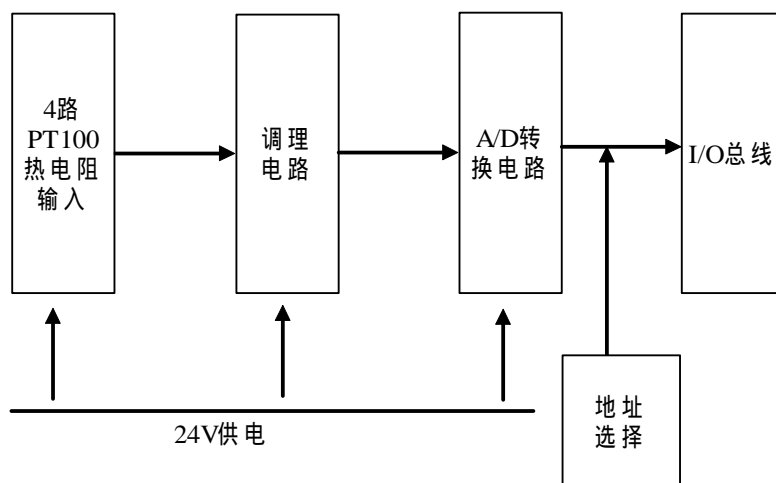 4路
PT100
热电阻
输入
调理
电路
A/D转
换电路
I/O总线
24V供电
地址
选择